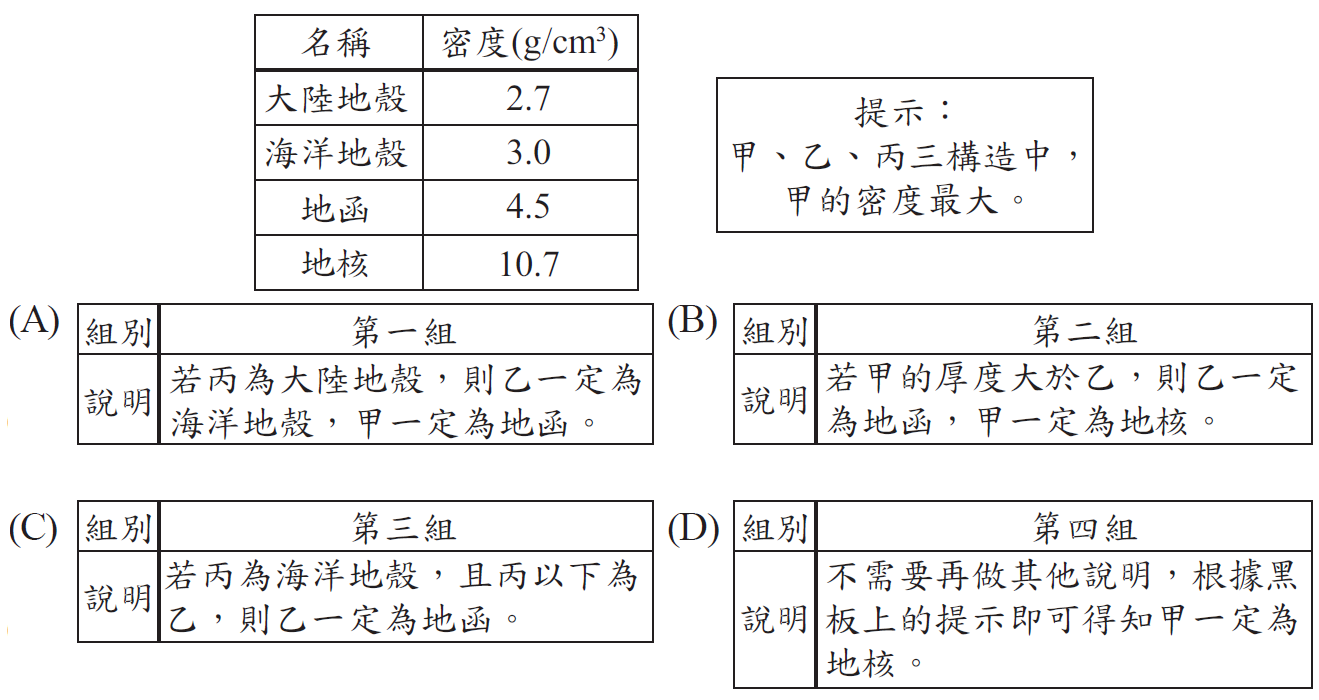 名稱 密度(g/cm³)
大陸地殼 2.7
海洋地殼 3.0
地函 4.5
地核 10.7
提示：
甲、乙、丙三構造中，
甲的密度最大。
(A)
組別 第一組
說明 若丙為大陸地殼，則乙一定為
海洋地殼，甲一定為地函。
(B)
組別 第二組
說明 若甲的厚度大於乙，則乙一定
為地函，甲一定為地核。
(C)
組別 第三組
說明 若丙為海洋地殼，且丙以下為
乙，則乙一定為地函。
(D)
組別 第四組
說明 不需要再做其他說明，根據黑
板上的提示即可得知甲一定為
地核。